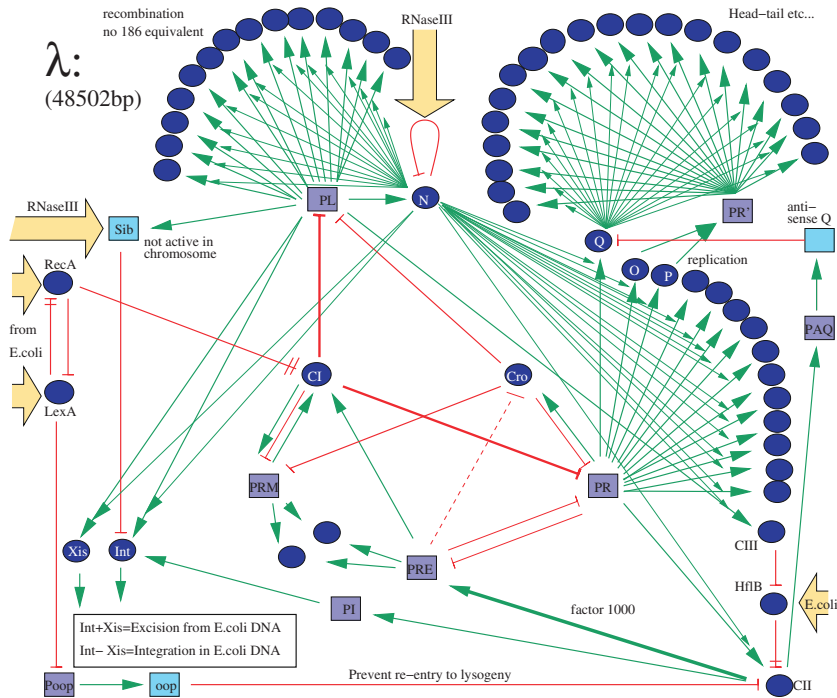 recombination
no 186 equivalent
RNaseIII
Head-tail etc...
λ:
(48502bp)
PL
N
PR'
RNaseIII
Sib
not active in
chromosome
Q
anti-
sense Q
RecA
O
P
replication
from
E.coli
PAQ
CI
Cro
LexA
PRM
PR
CIII
Xis
Int
PRE
HflB
E.coli
PI
factor 1000
Int+Xis=Excision from E.coli DNA
Int- Xis=Integration in E.coli DNA
Poop
oop
Prevent re-entry to lysogeny
CII